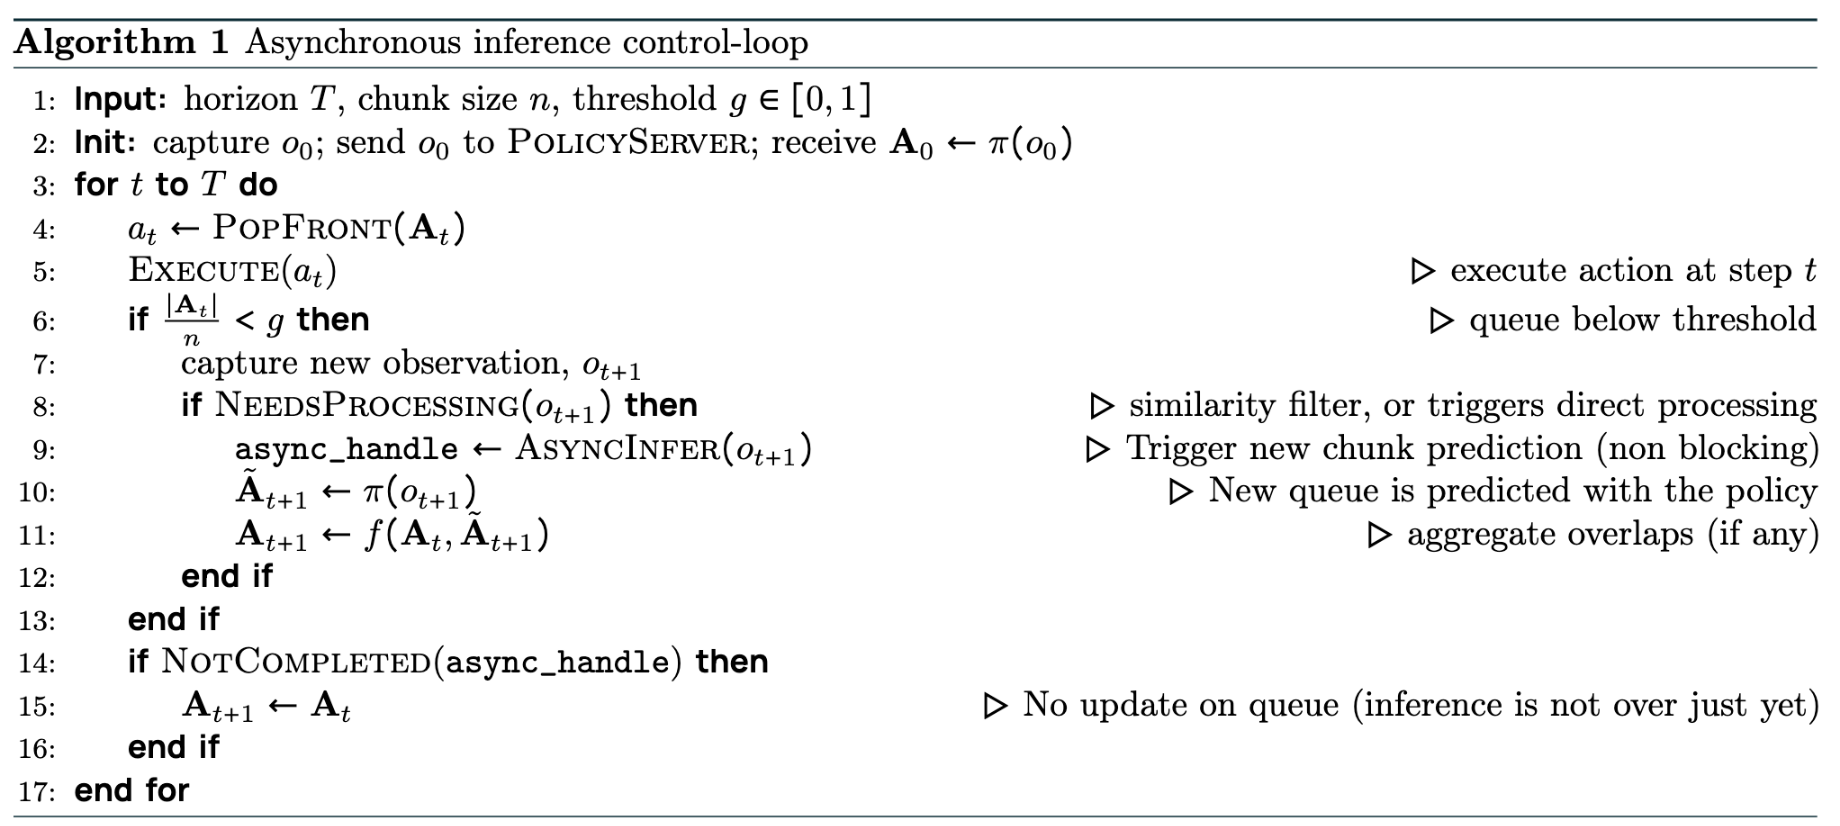 Algorithm 1 Asynchronous inference control-loop
1: Input: horizon T, chunk size n, threshold g ∈ [0, 1]
2: Init: capture o₀; send o₀ to PolicyServer; receive A₀ ← π(o₀)
3: for t to T do
4: aₜ ← PopFront(Aₜ)
5: Execute(aₜ) ▷ execute action at step t
6: if |Aₜ|/n < g then ▷ queue below threshold
7: capture new observation, oₜ₊₁
8: if NeedsProcessing(oₜ₊₁) then ▷ similarity filter, or triggers direct processing
9: async_handle ← AsyncInfer(oₜ₊₁) ▷ Trigger new chunk prediction (non blocking)
10: Ãₜ₊₁ ← π(oₜ₊₁) ▷ New queue is predicted with the policy
11: Aₜ₊₁ ← f(Aₜ, Ãₜ₊₁) ▷ aggregate overlaps (if any)
12: end if
13: end if
14: if NotCompleted(async_handle) then
15: Aₜ₊₁ ← Aₜ ▷ No update on queue (inference is not over just yet)
16: end if
17: end for